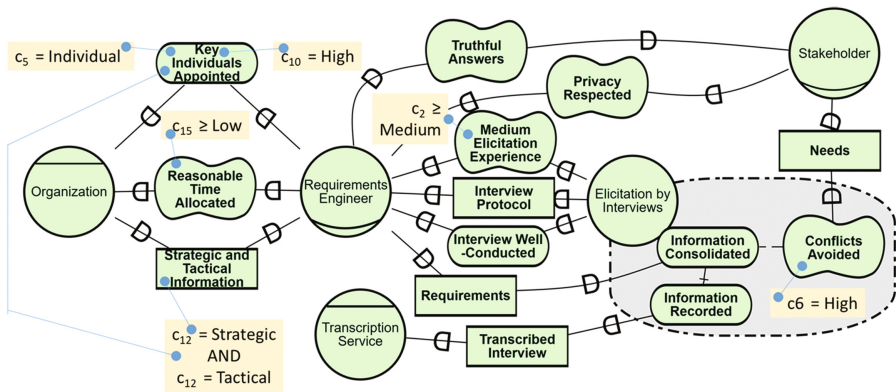 c5 = Individual
Key
Individuals
Appointed
c10 = High
Truthful
Answers
Stakeholder
Privacy
Respected
c2 ≥
Medium
c15 ≥ Low
Medium
Elicitation
Experience
Needs
Organization
Reasonable
Time
Allocated
Requirements
Engineer
Interview
Protocol
Elicitation by
Interviews
Interview Well
-Conducted
Information
Consolidated
Conflicts
Avoided
Strategic and
Tactical
Information
Requirements
Information
Recorded
c6 = High
c12 = Strategic
AND
c12 = Tactical
Transcription
Service
Transcribed
Interview